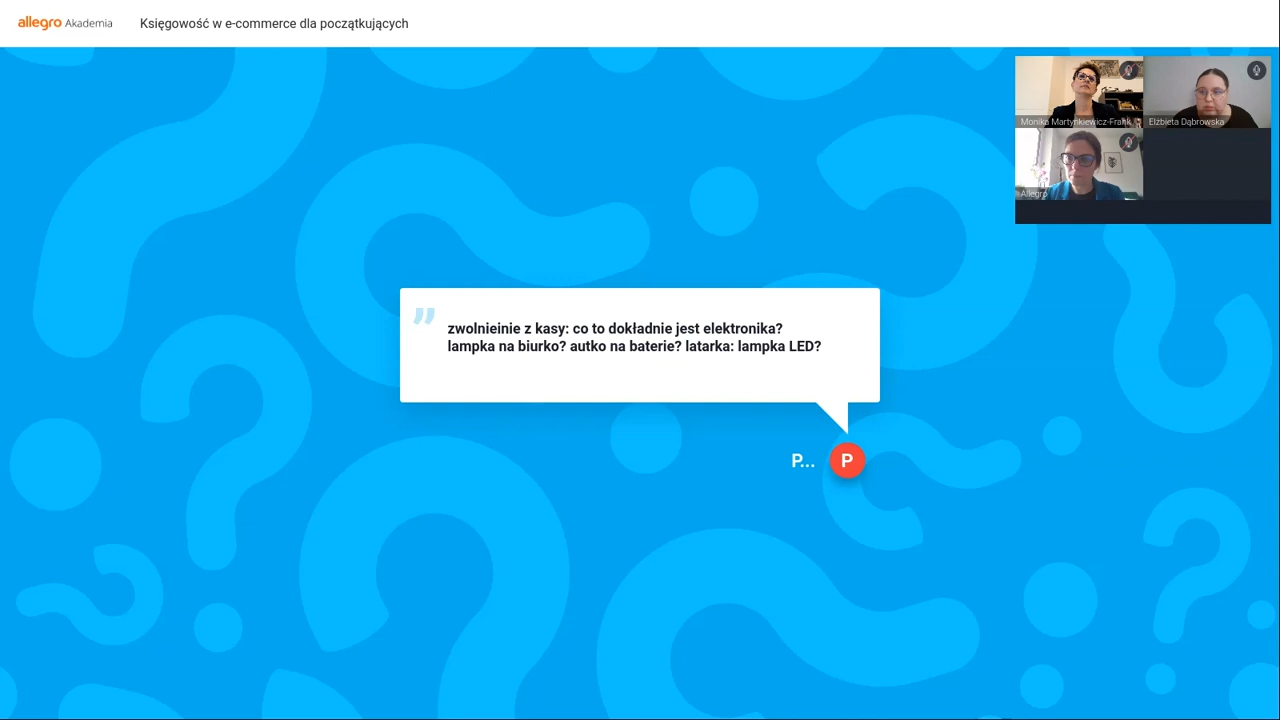 allegro Akademia
Księgowość w e-commerce dla początkujących
Monika Martynkiewicz-Frank
Elżbieta Dąbrowska
Allegro
zwolnieinie z kasy: co to dokładnie jest elektronika?
lampka na biurko? autko na baterie? latarka: lampka LED?
P... P